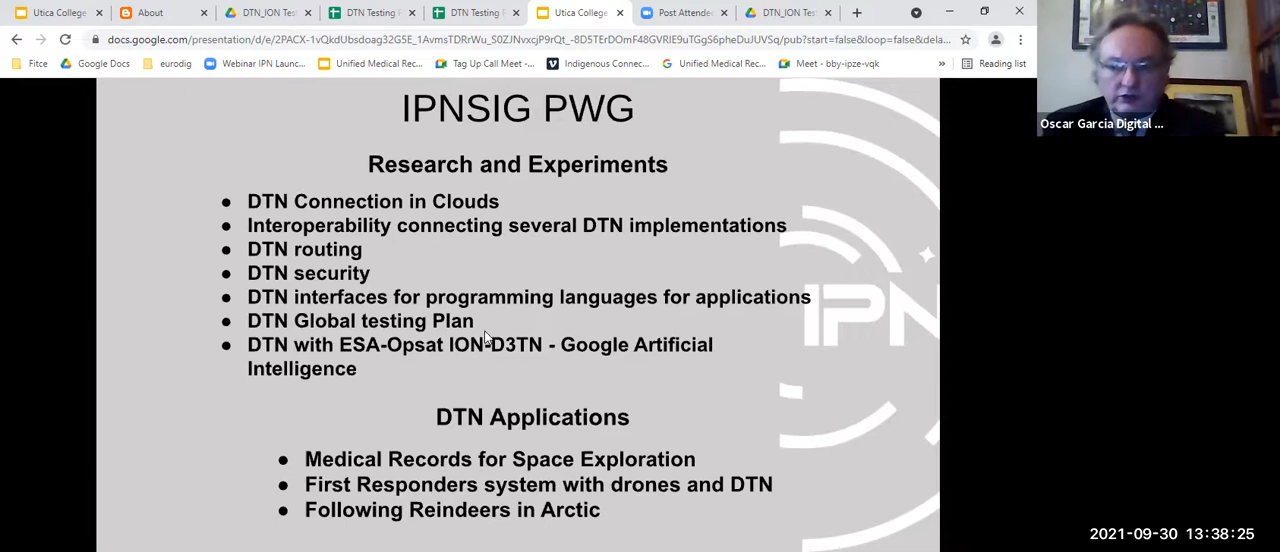 Utica College
About
DTN_ION Tes
DTN Testing P
DTN Testing
Utica College
Post Attende
DTN_ION Test
docs.google.com/presentation/d/e/2PACX-1vQkdUbsdoag32G5E_1AvmsTDRrWu_S0ZJNvxcjP9rQt_-8D5TErDOmF48GVRIE9uTGgS6pheDuJUVSq/pub?start=false&loop=false&dela...
Fitce
Google Docs
eurodig
Webinar IPN Launc...
Unified Medical Rec...
Tag Up Call Meet -...
Indigenous Connec...
Unified Medical Rec...
Meet - bby-ipze-vqk
»
Reading list
Oscar Garcia Digital ...
IPNSIG PWG
Research and Experiments
● DTN Connection in Clouds
● Interoperability connecting several DTN implementations
● DTN routing
● DTN security
● DTN interfaces for programming languages for applications
● DTN Global testing Plan
● DTN with ESA-Opsat ION-D3TN - Google Artificial
Intelligence
IPN
DTN Applications
● Medical Records for Space Exploration
● First Responders system with drones and DTN
● Following Reindeers in Arctic
2021-09-30 13:38:25